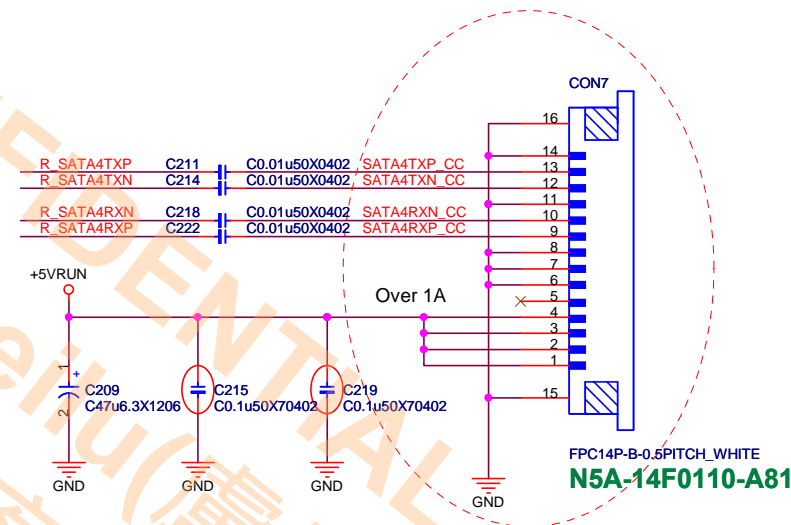 CON7
16
R_SATA4TXP C211 C0.01u50X0402 SATA4TXP_CC 14
R_SATA4TXN C214 C0.01u50X0402 SATA4TXN_CC 13
12
R_SATA4RXN C218 C0.01u50X0402 SATA4RXN_CC 11
R_SATA4RXP C222 C0.01u50X0402 SATA4RXP_CC 10
9
8
7
6
+5VRUN
5
Over 1A
4
3
2
1
15
1
+
C209
C47u6.3X1206
2
C215
C0.1u50X70402
C219
C0.1u50X70402
GND
GND
GND
GND
FPC14P-B-0.5PITCH_WHITE
N5A-14F0110-A81
FIDENTIAL